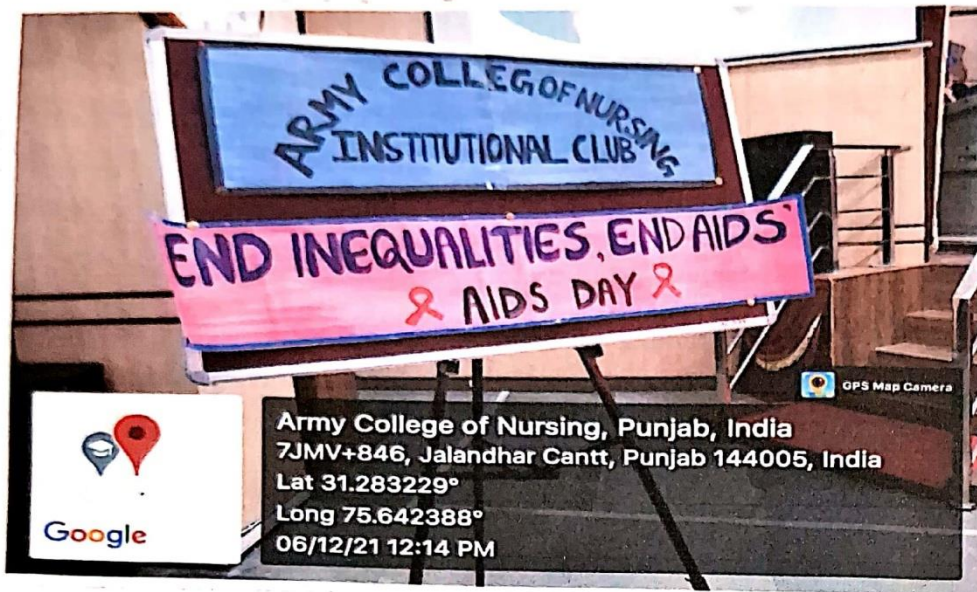 ARMY COLLEG OF NURSING
INSTITUTIONAL CLUB
END INEQUALITIES, END AIDS'
AIDS DAY
GPS Map Camera
Google
Army College of Nursing, Punjab, India
7JMV+846, Jalandhar Cantt, Punjab 144005, India
Lat 31.283229°
Long 75.642388°
06/12/21 12:14 PM